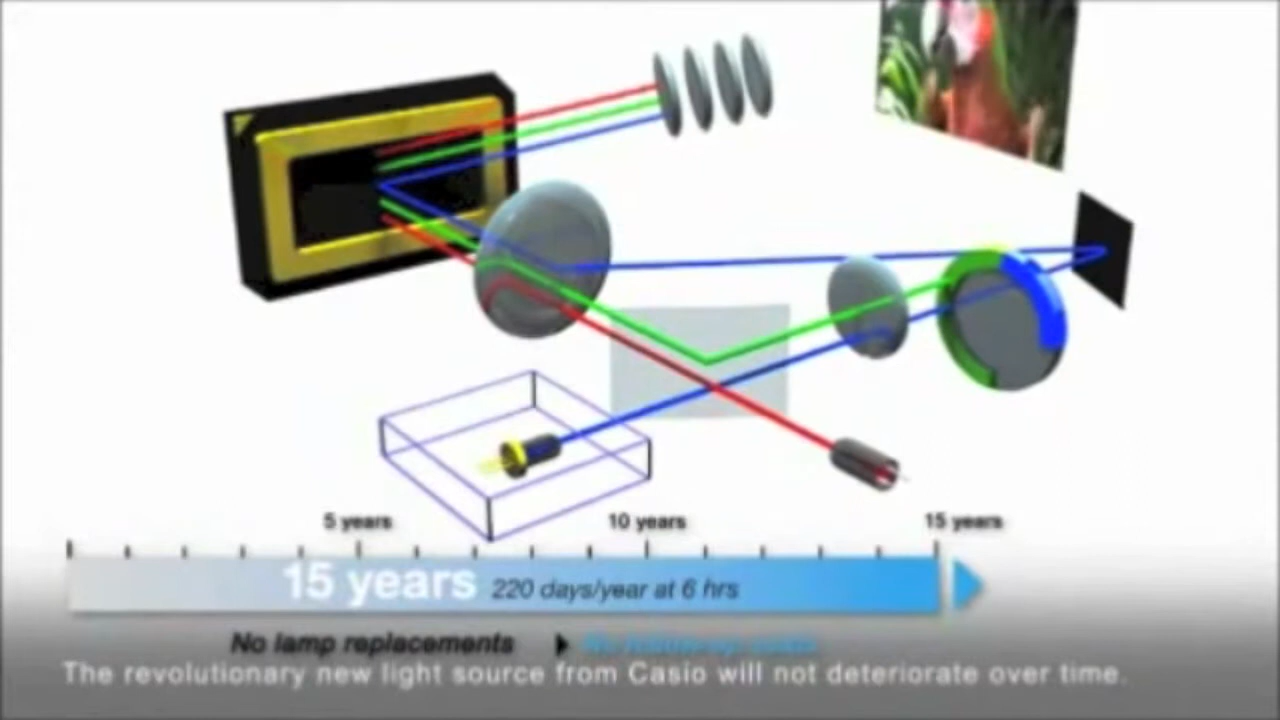 5 years 10 years 15 years
15 years 220 days/year at 6 hrs
No lamp replacements
The revolutionary new light source from Casio will not deteriorate over time.